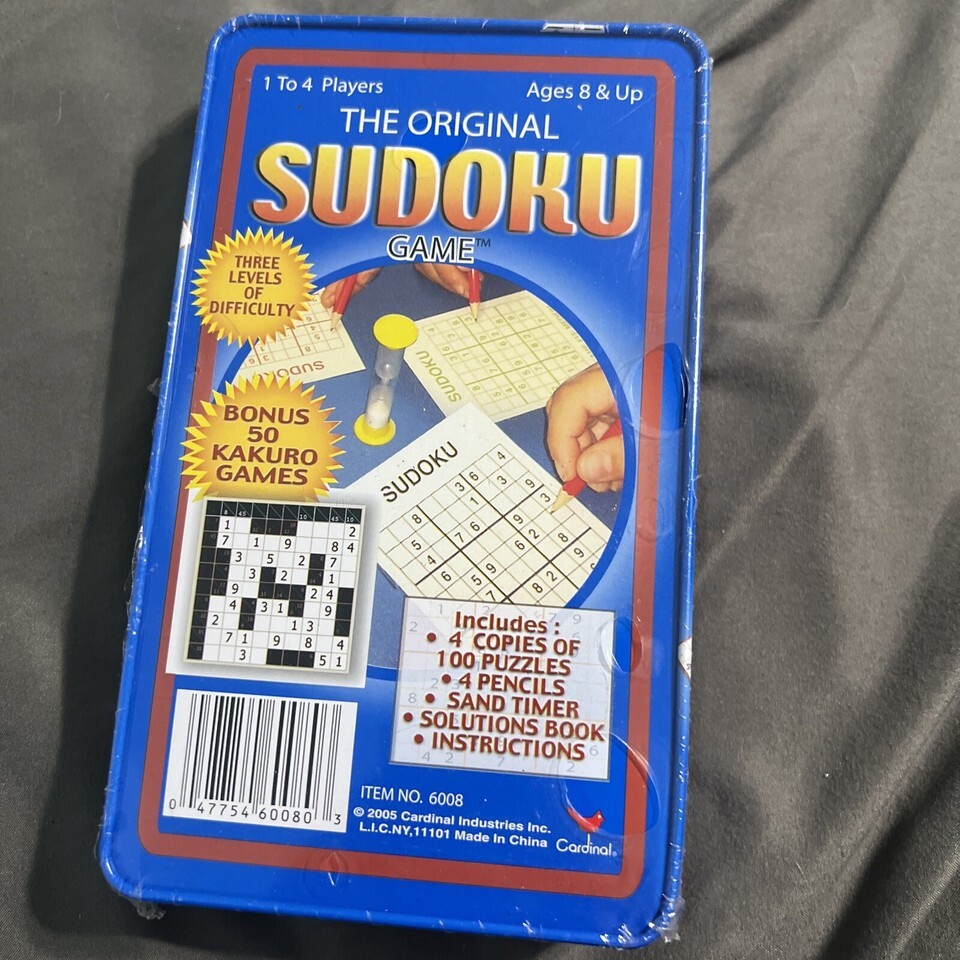 1 To 4 Players
Ages 8 & Up
THE ORIGINAL
SUDOKU
GAME™
THREE
LEVELS
OF
DIFFICULTY
SUDOKU
SUDOKU
BONUS
50
KAKURO
GAMES
SUDOKU
Includes :
• 4 COPIES OF
100 PUZZLES
• 4 PENCILS
• SAND TIMER
• SOLUTIONS BOOK
• INSTRUCTIONS
0 47754 60080 3
ITEM NO. 6008
© 2005 Cardinal Industries Inc.
L.I.C.NY,11101 Made In China
Cardinal®